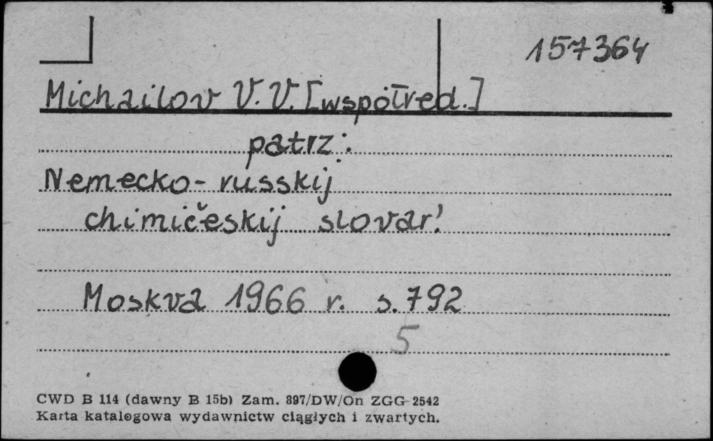 157364
Michailov V. V. [współred.]
patrz:
Nemecko-russkij
chimičeskij slovar'.
Moskva 1966 r. s. 792
5
CWD B 114 (dawny B 15b) Zam. 897/DW/On ZGG-2542
Karta katalogowa wydawnictw ciągłych i zwartych.